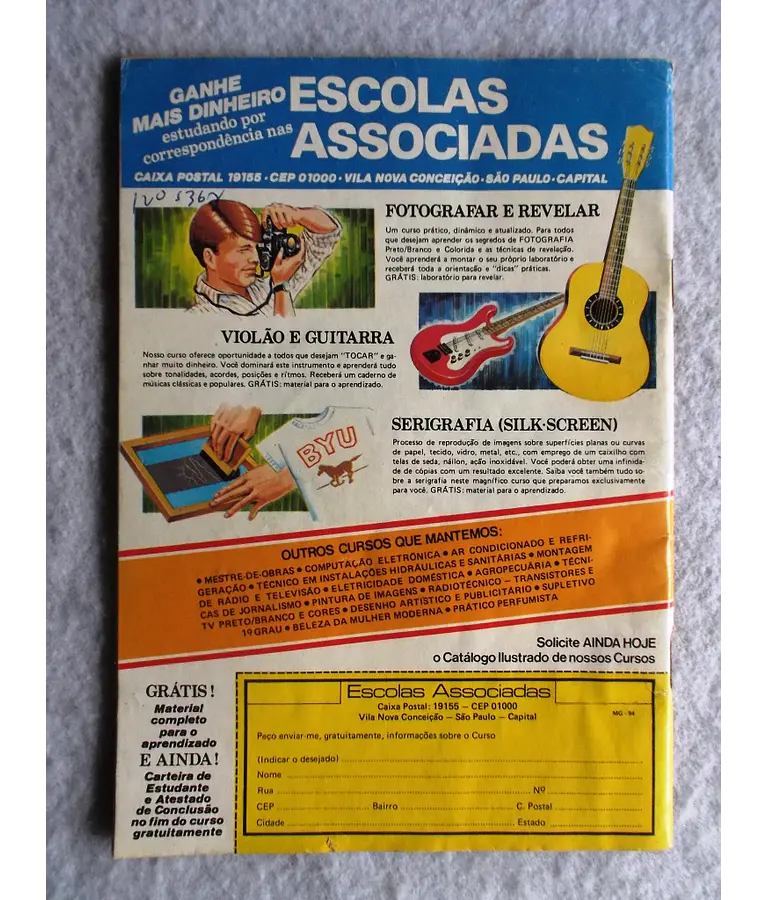 GANHE
MAIS DINHEIRO
estudando por
correspondência nas
ESCOLAS
ASSOCIADAS
CAIXA POSTAL 19155 · CEP 01000 · VILA NOVA CONCEIÇÃO · SÃO PAULO · CAPITAL
FOTOGRAFAR E REVELAR
Um curso prático, dinâmico e atualizado. Para todos
que desejam aprender os segredos de FOTOGRAFIA
Preto/Branco e Colorida e as técnicas de revelação.
Você aprenderá a montar o seu próprio laboratório e
receberá toda a orientação e "dicas" práticas.
GRÁTIS: laboratório para revelar.
VIOLÃO E GUITARRA
Nosso curso oferece oportunidade a todos que desejam "TOCAR" e ga-
nhar muito dinheiro. Você dominará este instrumento e aprenderá tudo
sobre tonalidades, acordes, posições e rítmos. Receberá um caderno de
músicas clássicas e populares. GRÁTIS: material para o aprendizado.
BYU
SERIGRAFIA (SILK-SCREEN)
Processo de reprodução de imagens sobre superfícies planas ou curvas
de papel, tecido, vidro, metal, etc., com emprego de um caixilho com
telas de seda, náilon, ação inoxidável. Você poderá obter uma infinida-
de de cópias com um resultado excelente. Saiba você também tudo so-
bre a serigrafia neste magnífico curso que preparamos exclusivamente
para você. GRÁTIS: material para o aprendizado.
OUTROS CURSOS QUE MANTEMOS:
● MESTRE-DE-OBRAS ● COMPUTAÇÃO ELETRÔNICA ● AR CONDICIONADO E REFRI-
GERAÇÃO ● TÉCNICO EM INSTALAÇÕES HIDRÁULICAS E SANITÁRIAS ● MONTAGEM
DE RÁDIO E TELEVISÃO ● ELETRICIDADE DOMÉSTICA ● AGROPECUÁRIA ● TÉCNI-
CAS DE JORNALISMO ● PINTURA DE IMAGENS ● RADIOTÉCNICO – TRANSISTORES E
TV PRETO/BRANCO E CORES ● DESENHO ARTÍSTICO E PUBLICITÁRIO ● SUPLETIVO
1º GRAU ● BELEZA DA MULHER MODERNA ● PRÁTICO PERFUMISTA
Solicite AINDA HOJE
o Catálogo Ilustrado de nossos Cursos
GRÁTIS!
Material
completo
para o
aprendizado
E AINDA!
Carteira de
Estudante
e Atestado
de Conclusão
no fim do curso
gratuitamente
Escolas Associadas
Caixa Postal: 19155 – CEP 01000
Vila Nova Conceição – São Paulo – Capital
MG - 94
Peço enviar-me, gratuitamente, informações sobre o Curso
(Indicar o desejado)
Nome
Rua Nº
CEP Bairro C. Postal
Cidade Estado